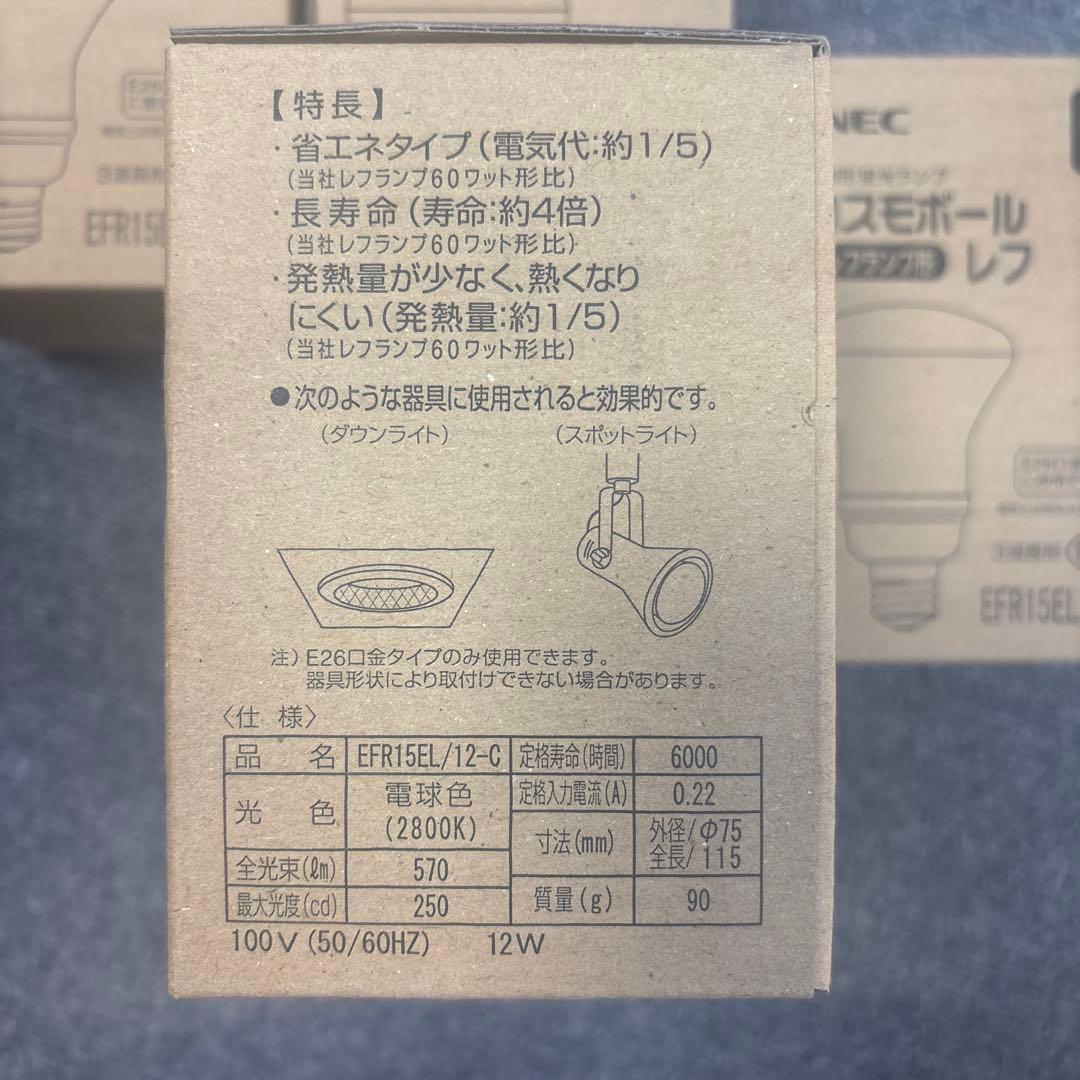 【特長】
・省エネタイプ(電気代:約1/5)
(当社レフランプ60ワット形比)
・長寿命(寿命:約4倍)
(当社レフランプ60ワット形比)
・発熱量が少なく、熱くなり
にくい(発熱量:約1/5)
(当社レフランプ60ワット形比)
●次のような器具に使用されると効果的です。
(ダウンライト) (スポットライト)
注)E26口金タイプのみ使用できます。
器具形状により取付けできない場合があります。
〈仕 様〉
品 名 EFR15EL/12-C 定格寿命(時間) 6000
光 色 電球色 (2800K) 定格入力電流(A) 0.22
寸法(mm) 外径/φ75 全長/115
全光束(ℓm) 570
最大光度(cd) 250 質量(g) 90
100V(50/60HZ) 12W
NEC
スモボール
レフ
EFR15EL
EFR15E